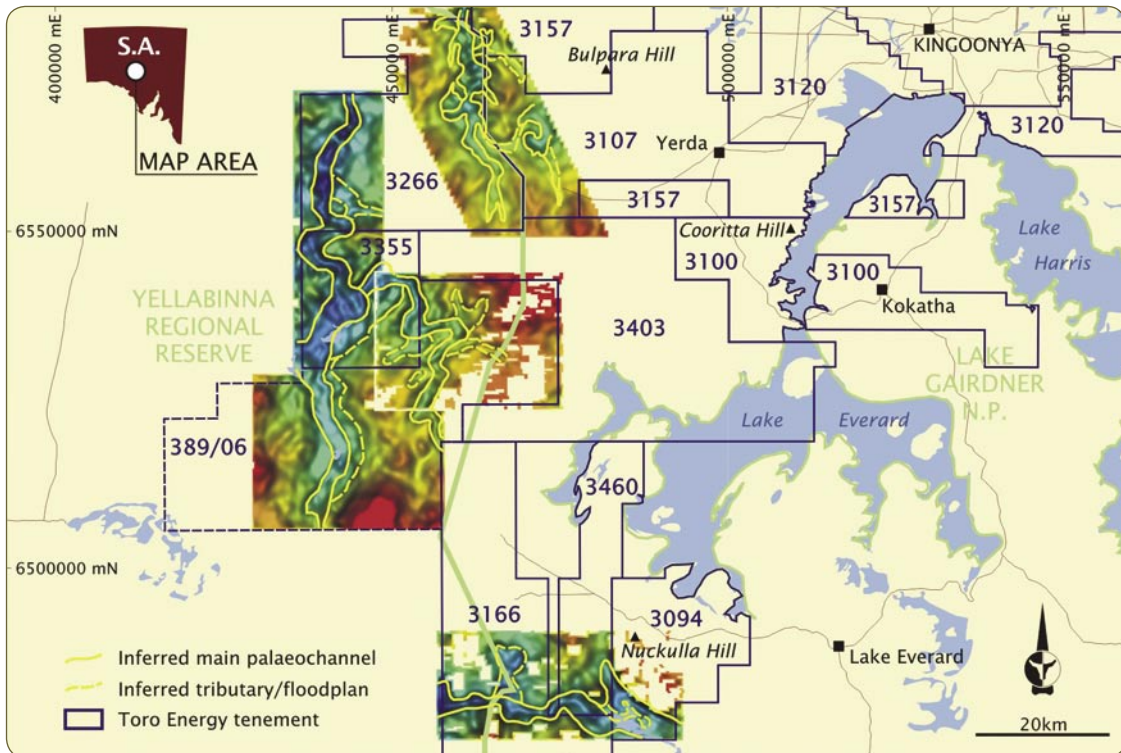 400000 mE
450000 mE
500000 mE
550000 mE
S.A.
MAP AREA
3157
Bulpara Hill
KINGOONYA
3120
3120
3107
Yerda
3266
3157
3157
6550000 mN
Cooritta Hill
3355
3100
3100
Lake
Harris
Kokatha
YELLABINNA
REGIONAL
RESERVE
3403
LAKE
GAIRDNER
N.P.
Lake Everard
389/06
3460
6500000 mN
3166
3094
Nuckulla Hill
Lake Everard
Inferred main palaeochannel
Inferred tributary/floodplan
Toro Energy tenement
20km